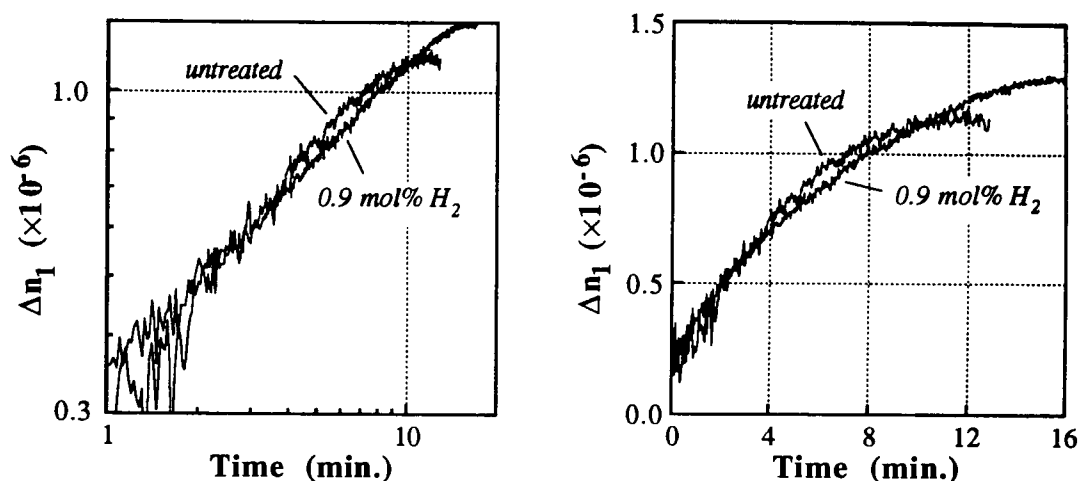 untreated
1.0
0.9 mol% H2
Δn1 (×10-6)
0.3
1
10
Time (min.)
1.5
untreated
1.0
0.9 mol% H2
Δn1 (×10-6)
0.5
0.0
0
4
8
12
16
Time (min.)